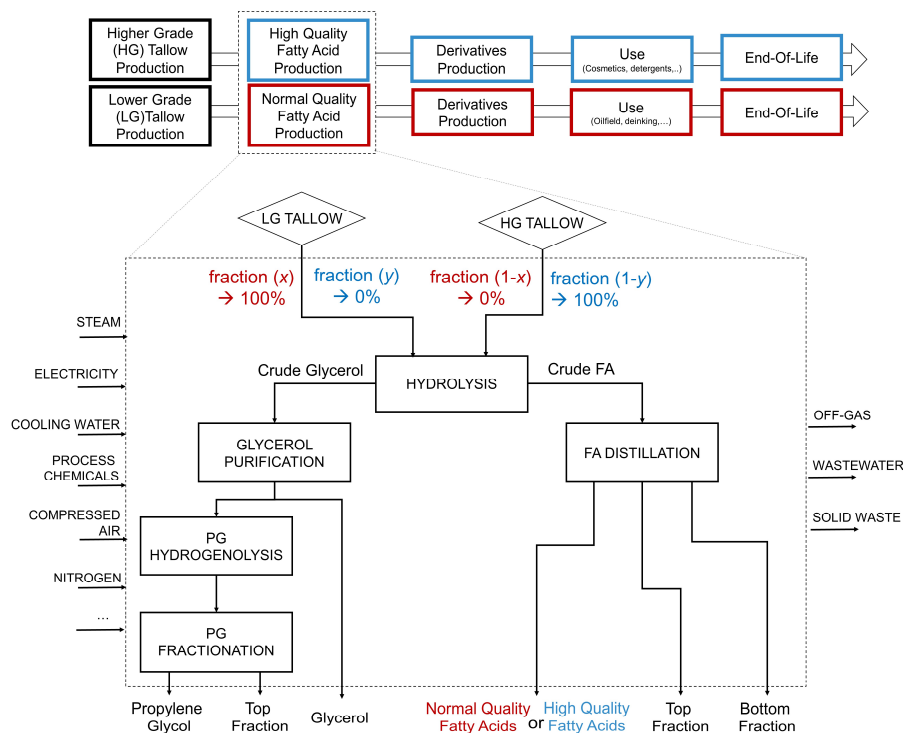 Higher Grade
(HG) Tallow
Production
High Quality
Fatty Acid
Production
Derivatives
Production
Use
(Cosmetics, detergents,..)
End-Of-Life
Lower Grade
(LG)Tallow
Production
Normal Quality
Fatty Acid
Production
Derivatives
Production
Use
(Oilfield, deinking,…)
End-Of-Life
LG TALLOW
HG TALLOW
fraction (x)
→ 100%
fraction (y)
→ 0%
fraction (1-x)
→ 0%
fraction (1-y)
→ 100%
STEAM
ELECTRICITY
COOLING WATER
PROCESS
CHEMICALS
COMPRESSED
AIR
NITROGEN
…
Crude Glycerol
HYDROLYSIS
Crude FA
GLYCEROL
PURIFICATION
FA DISTILLATION
PG
HYDROGENOLYSIS
PG
FRACTIONATION
OFF-GAS
WASTEWATER
SOLID WASTE
Propylene
Glycol
Top
Fraction
Glycerol
Normal Quality
Fatty Acids
or
High Quality
Fatty Acids
Top
Fraction
Bottom
Fraction